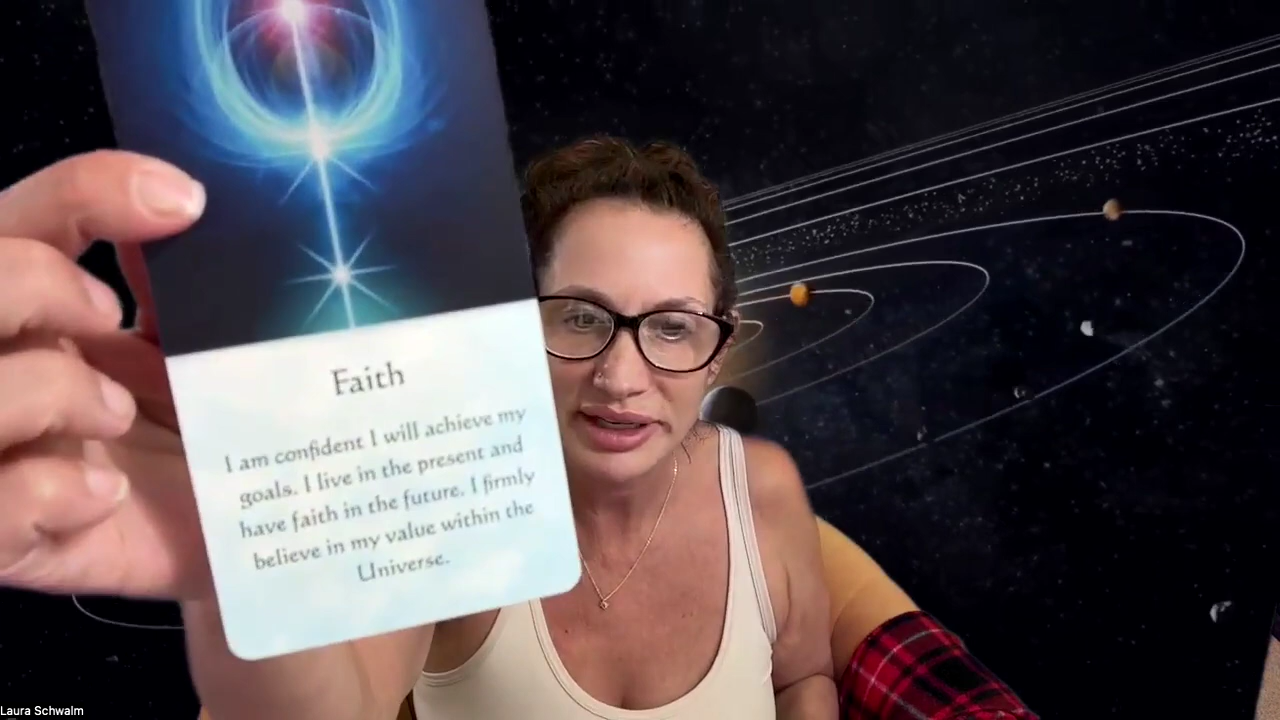 Faith
I am confident I will achieve my
goals. I live in the present and
have faith in the future. I firmly
believe in my value within the
Universe.
Laura Schwalm